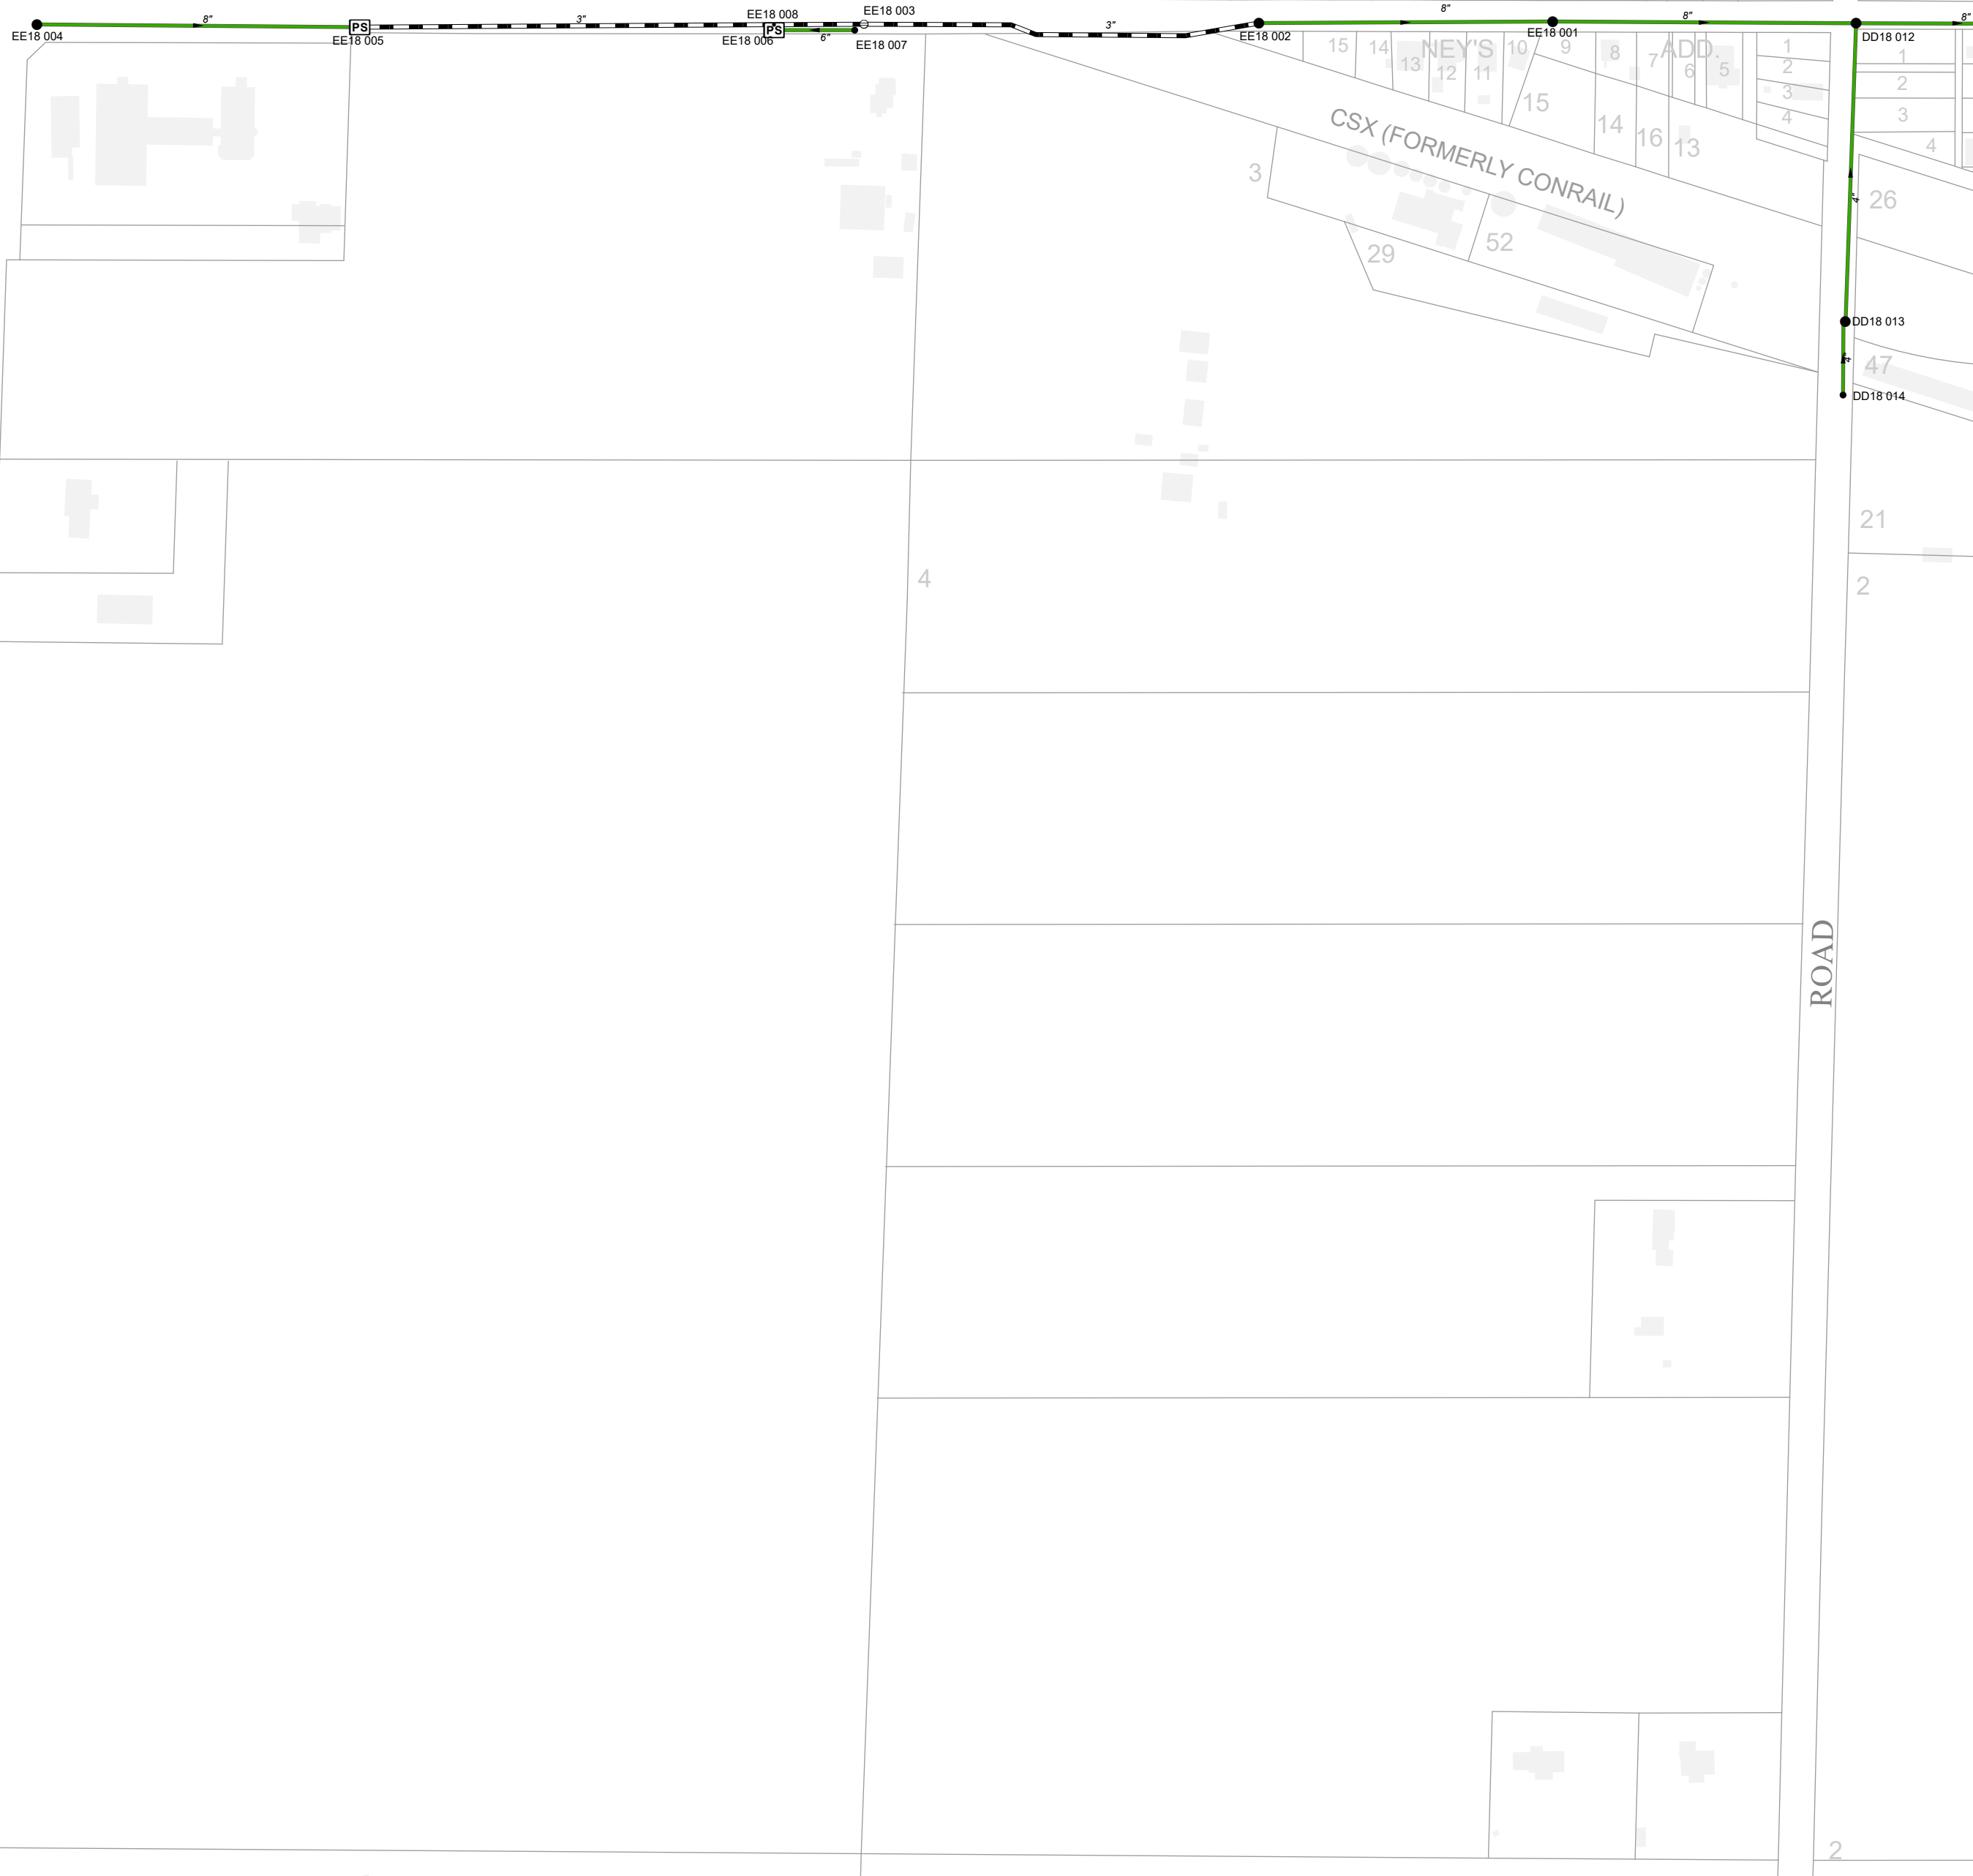 8"
EE18 004
PS
EE18 005
3"
EE18 008
PS
EE18 006
6"
EE18 003
EE18 007
3"
EE18 002
8"
EE18 001
8"
DD18 012
8"
NEY'S ADD.
15
14
13
12
11
10
9
8
7
6
5
1
2
3
4
1
2
3
4
15
14
16
13
CSX (FORMERLY CONRAIL)
3
29
52
26
4"
DD18 013
4"
47
DD18 014
21
4
2
ROAD
2